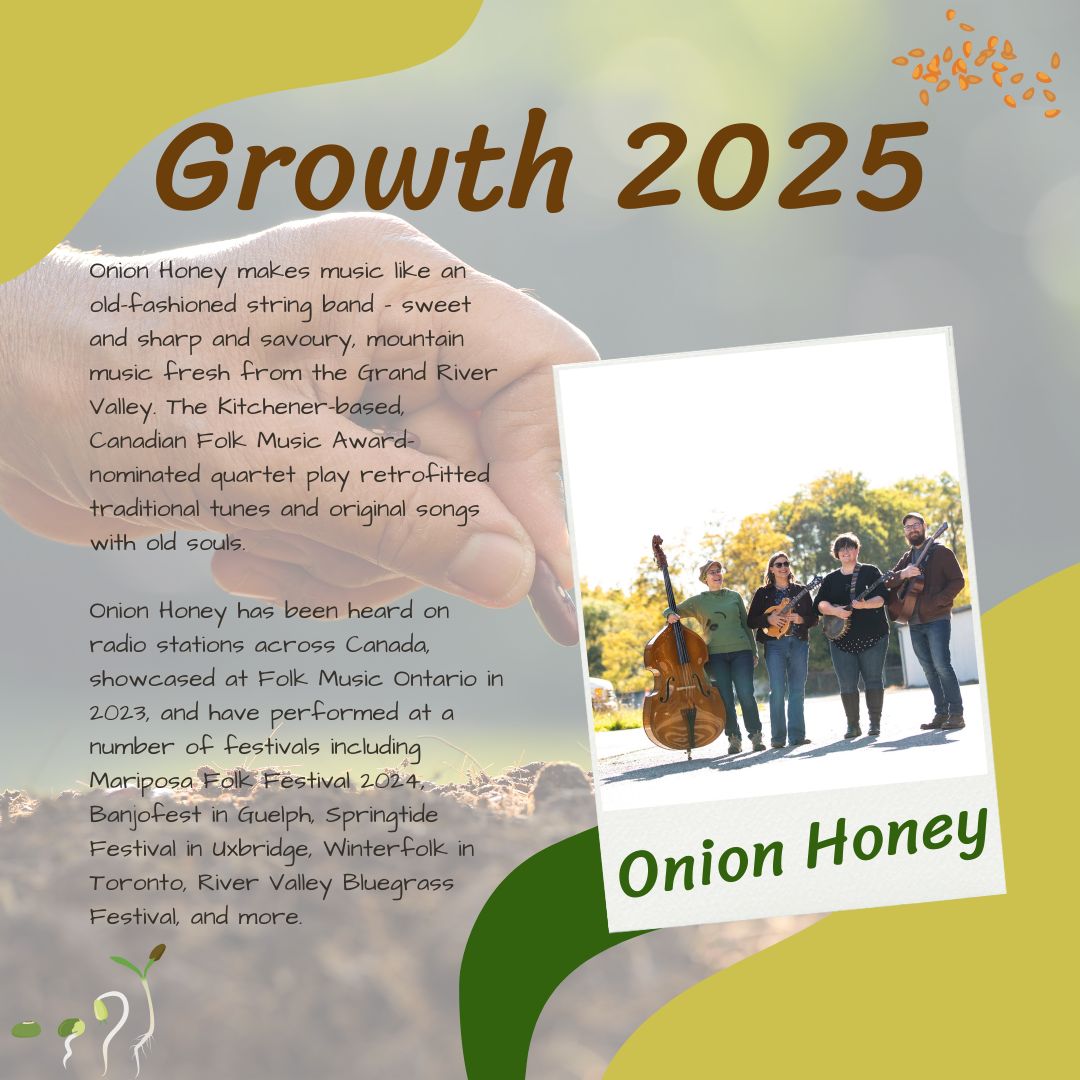 Growth 2025
Onion Honey makes music like an
old-fashioned string band - sweet
and sharp and savoury, mountain
music fresh from the Grand River
Valley. The Kitchener-based,
Canadian Folk Music Award-
nominated quartet play retrofitted
traditional tunes and original songs
with old souls.
Onion Honey has been heard on
radio stations across Canada,
showcased at Folk Music Ontario in
2023, and have performed at a
number of festivals including
Mariposa Folk Festival 2024,
Banjofest in Guelph, Springtide
Festival in Uxbridge, Winterfolk in
Toronto, River Valley Bluegrass
Festival, and more.
Onion Honey